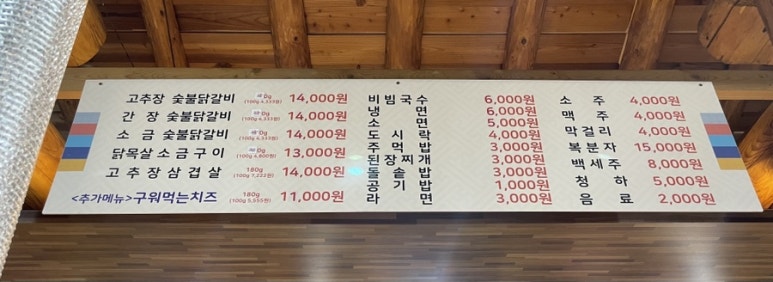 고추장 숯불닭갈비 14,000원
간장 숯불닭갈비 14,000원
소금 숯불닭갈비 14,000원
닭목살소금구이 13,000원
고추장삼겹살 180g (100g 7,222원) 14,000원
<추가메뉴>구워먹는치즈 180g 11,000원
비빔국수 6,000원
냉면 6,000원
소면 5,000원
도시락 4,000원
주먹밥 3,000원
된장찌개 3,000원
돌솥밥 3,000원
공기밥 1,000원
라면 3,000원
소주 4,000원
맥주 4,000원
막걸리 4,000원
복분자 15,000원
백세주 8,000원
청하 5,000원
음료 2,000원